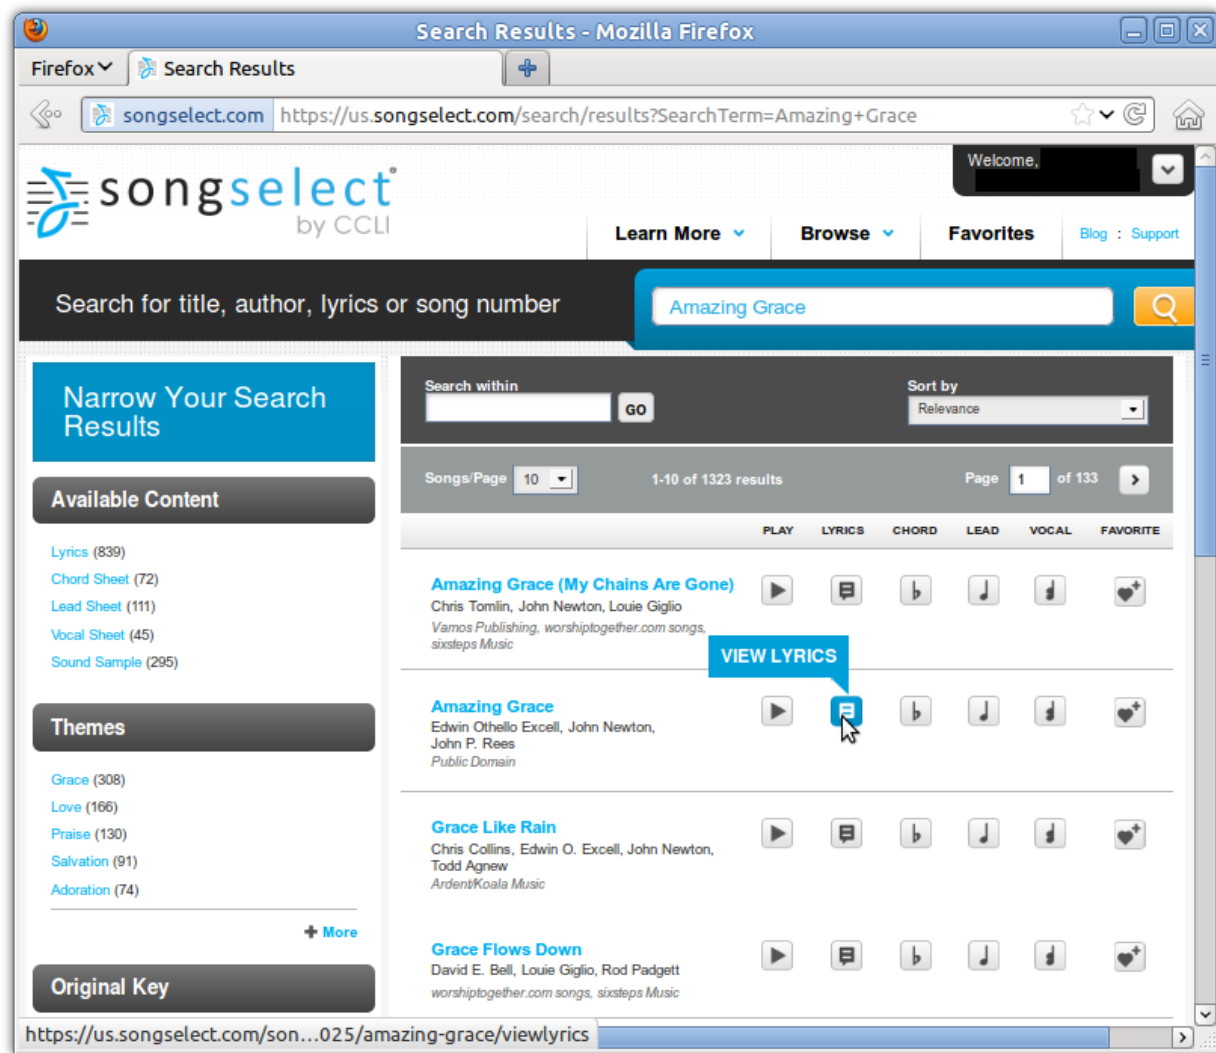 Search Results - Mozilla Firefox
Firefox
Search Results
songselect.com https://us.songselect.com/search/results?SearchTerm=Amazing+Grace
Welcome,
songselect®
by CCLI
Learn More Browse Favorites Blog : Support
Search for title, author, lyrics or song number
Amazing Grace
Narrow Your Search
Results
Available Content
Lyrics (839)
Chord Sheet (72)
Lead Sheet (111)
Vocal Sheet (45)
Sound Sample (295)
Themes
Grace (308)
Love (166)
Praise (130)
Salvation (91)
Adoration (74)
+ More
Original Key
Search within
GO
Sort by
Relevance
Songs/Page 10 1-10 of 1323 results Page 1 of 133
PLAY LYRICS CHORD LEAD VOCAL FAVORITE
Amazing Grace (My Chains Are Gone)
Chris Tomlin, John Newton, Louie Giglio
Vamos Publishing, worshiptogether.com songs,
sixsteps Music
VIEW LYRICS
Amazing Grace
Edwin Othello Excell, John Newton,
John P. Rees
Public Domain
Grace Like Rain
Chris Collins, Edwin O. Excell, John Newton,
Todd Agnew
Ardent/Koala Music
Grace Flows Down
David E. Bell, Louie Giglio, Rod Padgett
worshiptogether.com songs, sixsteps Music
https://us.songselect.com/son...025/amazing-grace/viewlyrics